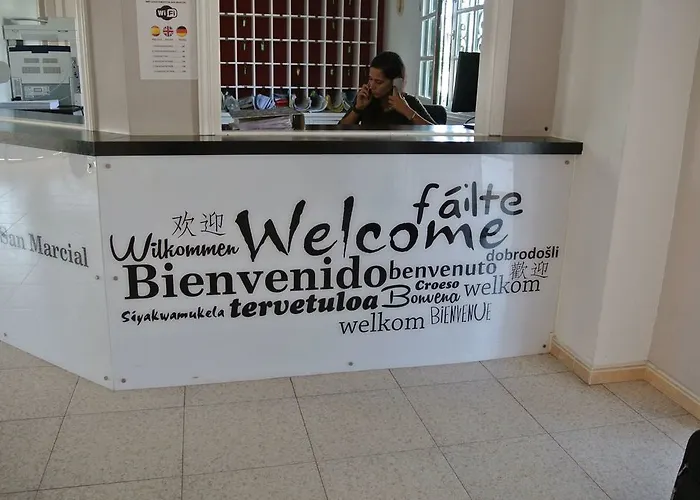 WiFi
San Marcial
欢迎
fáilte
Wilkommen
Welcome
dobrodošli
Bienvenido
benvenuto
歡迎
Croeso
welkom
Siyakwamukela
tervetuloa
Bonvena
welkom
BIENVENUE